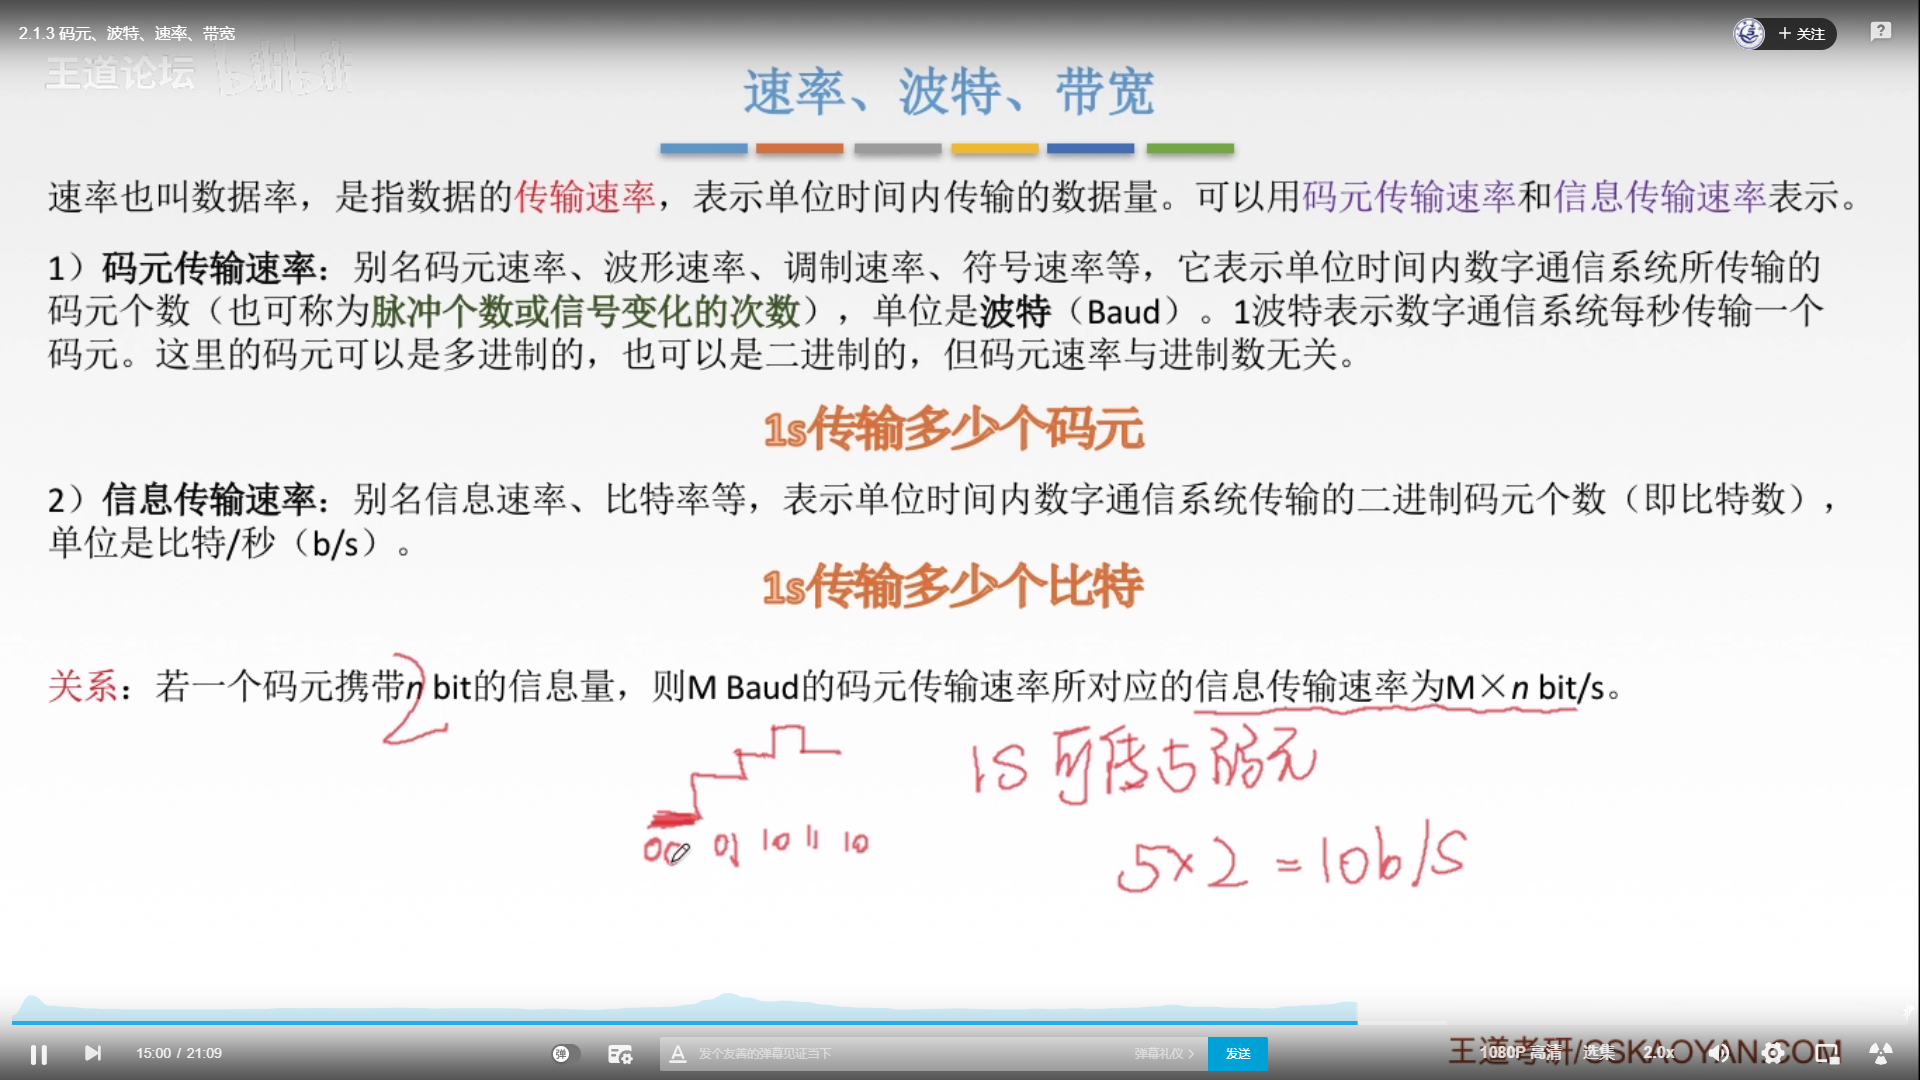 2.1.3 码元、波特、速率、带宽
关注
王道论坛 bilibili
速率、波特、带宽
速率也叫数据率，是指数据的传输速率，表示单位时间内传输的数据量。可以用码元传输速率和信息传输速率表示。
1）码元传输速率：别名码元速率、波形速率、调制速率、符号速率等，它表示单位时间内数字通信系统所传输的
码元个数（也可称为脉冲个数或信号变化的次数），单位是波特（Baud）。1波特表示数字通信系统每秒传输一个
码元。这里的码元可以是多进制的，也可以是二进制的，但码元速率与进制数无关。
1s传输多少个码元
2）信息传输速率：别名信息速率、比特率等，表示单位时间内数字通信系统传输的二进制码元个数（即比特数），
单位是比特/秒（b/s）。
1s传输多少个比特
关系：若一个码元携带n bit的信息量，则M Baud的码元传输速率所对应的信息传输速率为M×n bit/s。
2
1S 可传5码元
00 01 10 11 10
5×2=10b/S
15:00 / 21:09
弹
发个友善的弹幕见证当下
弹幕礼仪
发送
王道考研/CSKAOYAN.COM
1080P 高清 选集 2.0x